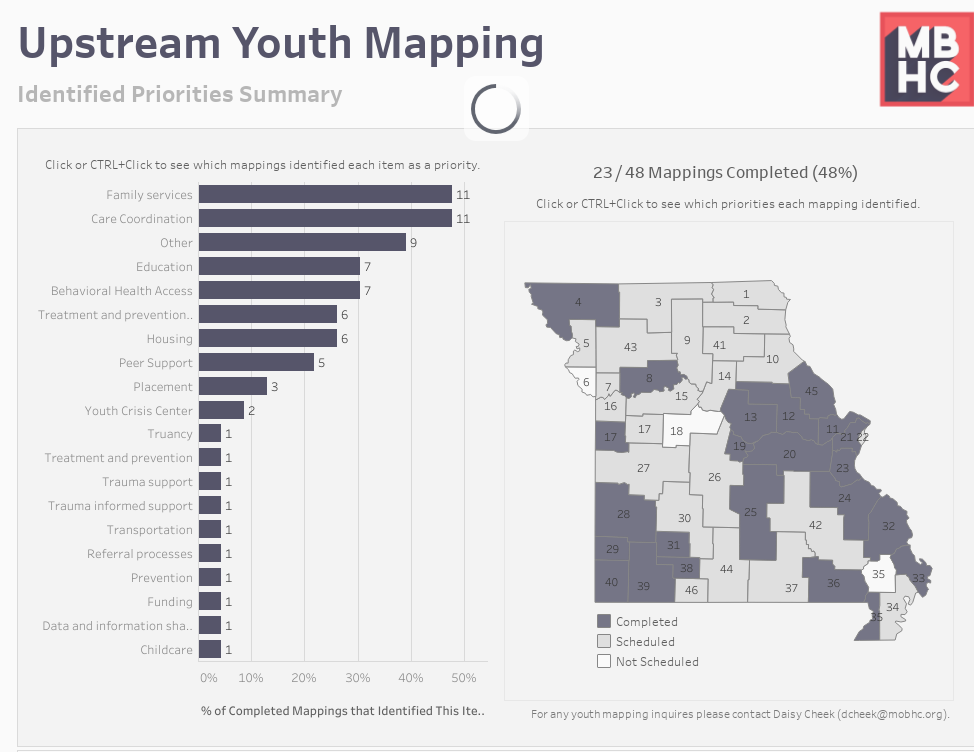 Upstream Youth Mapping
MB
HC
Identified Priorities Summary
Click or CTRL+Click to see which mappings identified each item as a priority.
Family services 11
Care Coordination 11
Other 9
Education 7
Behavioral Health Access 7
Treatment and prevention.. 6
Housing 6
Peer Support 5
Placement 3
Youth Crisis Center 2
Truancy 1
Treatment and prevention 1
Trauma support 1
Trauma informed support 1
Transportation 1
Referral processes 1
Prevention 1
Funding 1
Data and information sha.. 1
Childcare 1
0% 10% 20% 30% 40% 50%
% of Completed Mappings that Identified This Ite..
23 / 48 Mappings Completed (48%)
Click or CTRL+Click to see which priorities each mapping identified.
4 3 1
2
5 43 9 41
10
6 7 8 14
45
16 15
13 12
17 17 18 11 21 22
19 20
27 26 23
24
28 30 25 42 32
29 31
38 44 35 33
40 39 46 37 36
34
35
Completed
Scheduled
Not Scheduled
For any youth mapping inquires please contact Daisy Cheek (dcheek@mobhc.org).